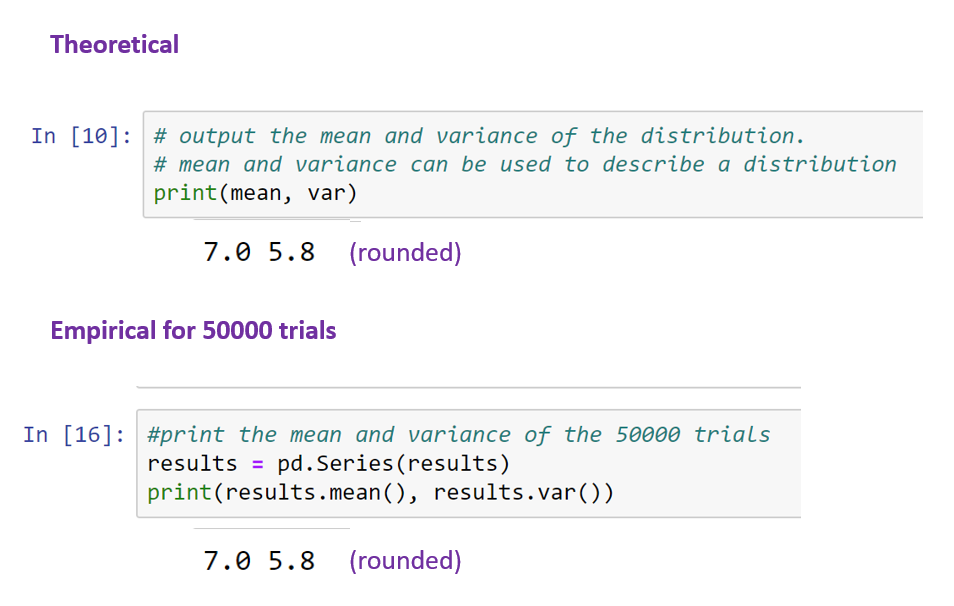 Theoretical
In [10]: # output the mean and variance of the distribution.
# mean and variance can be used to describe a distribution
print(mean, var)
7.0 5.8 (rounded)
Empirical for 50000 trials
In [16]: #print the mean and variance of the 50000 trials
results = pd.Series(results)
print(results.mean(), results.var())
7.0 5.8 (rounded)